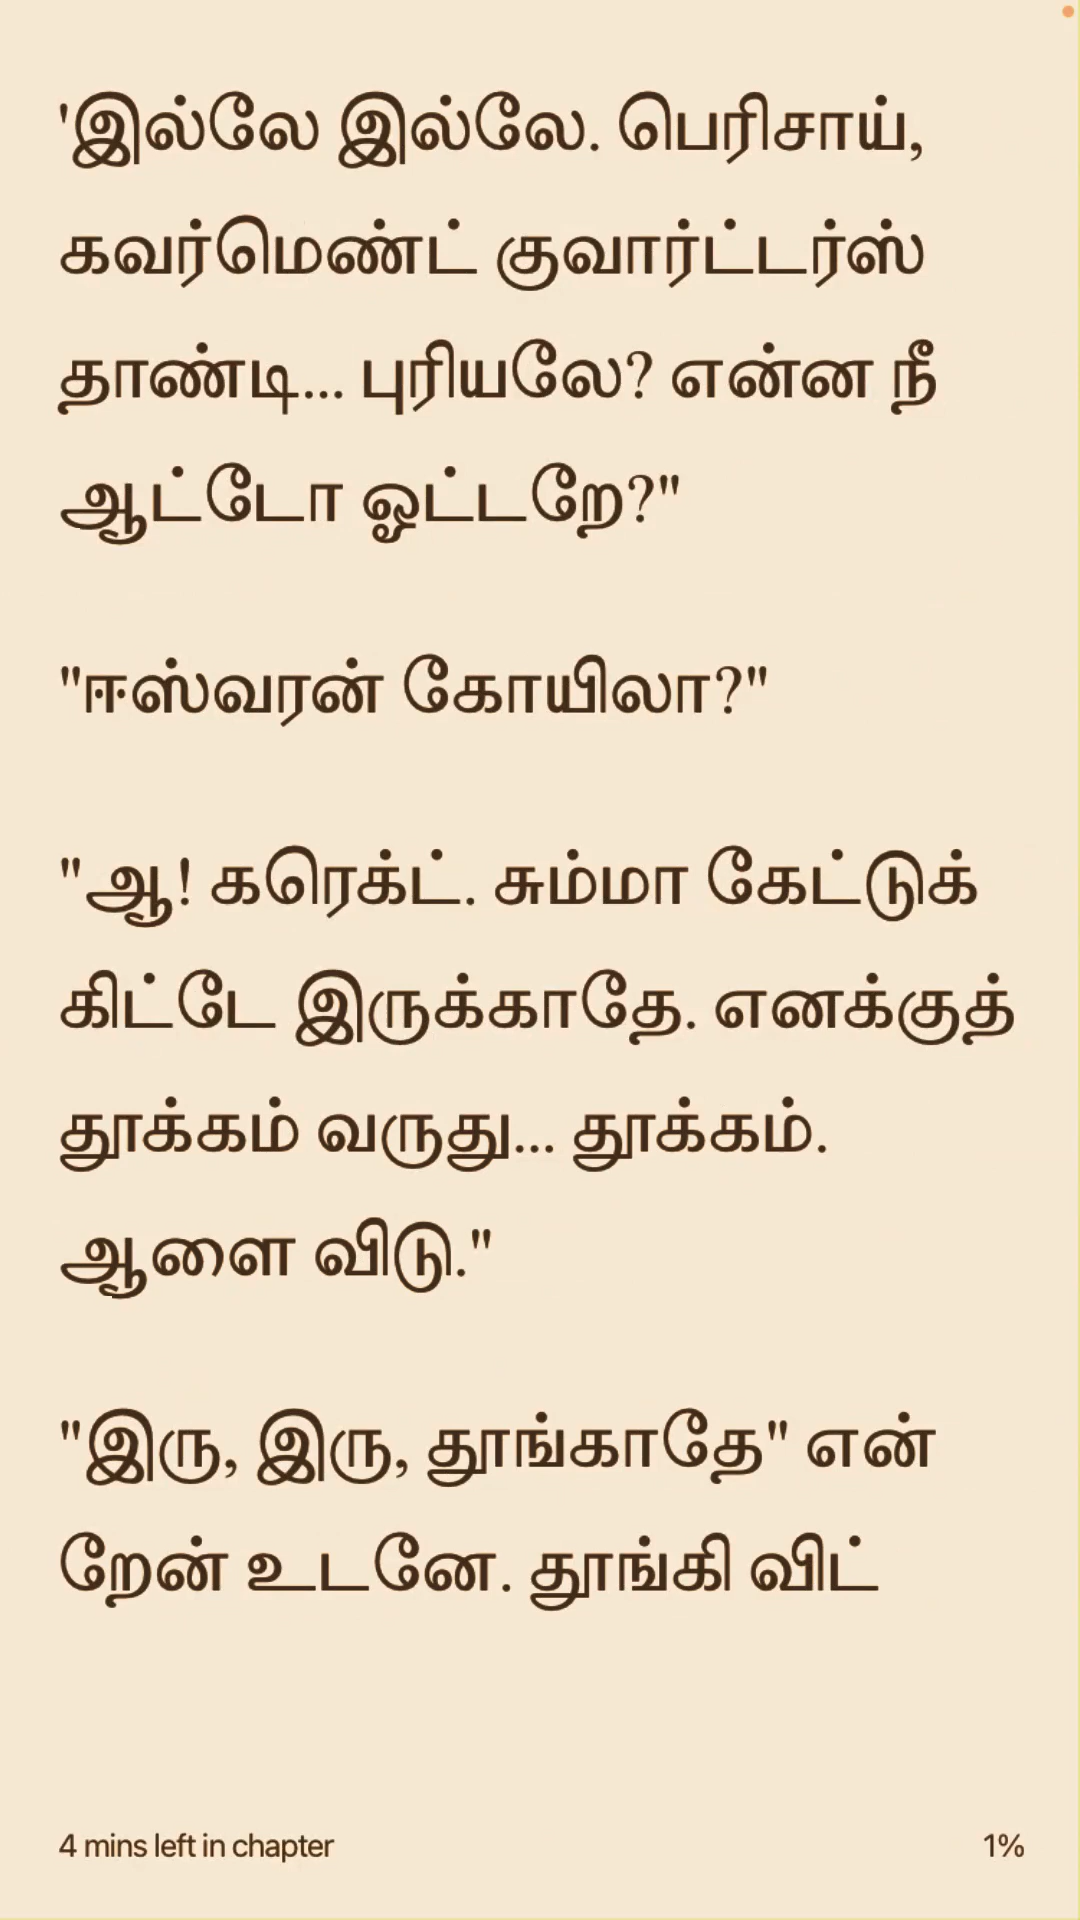 'இல்லே இல்லே. பெரிசாய்,
கவர்மெண்ட் குவார்ட்டர்ஸ்
தாண்டி... புரியலே? என்ன நீ
ஆட்டோ ஓட்டறே?"
"ஈஸ்வரன் கோயிலா?"
"ஆ! கரெக்ட். சும்மா கேட்டுக்
கிட்டே இருக்காதே. எனக்குத்
தூக்கம் வருது... தூக்கம்.
ஆளை விடு."
"இரு, இரு, தூங்காதே" என்
றேன் உடனே. தூங்கி விட்
4 mins left in chapter 1%